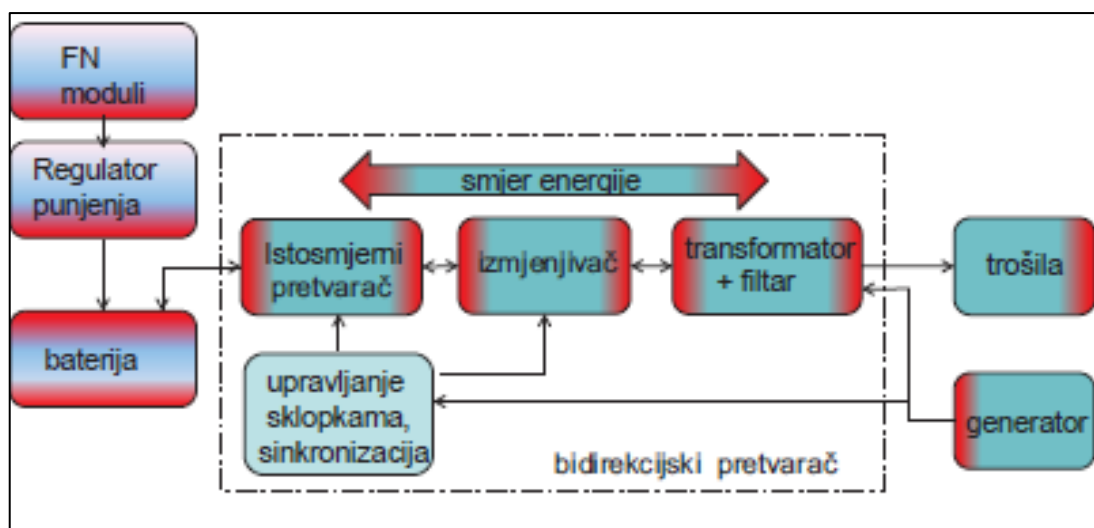 FN
moduli
Regulator
punjenja
baterija
smjer energije
Istosmjerni
pretvarač
izmjenjivač
transformator
+ filtar
trošila
upravljanje
sklopkama,
sinkronizacija
generator
bidirekcijski pretvarač